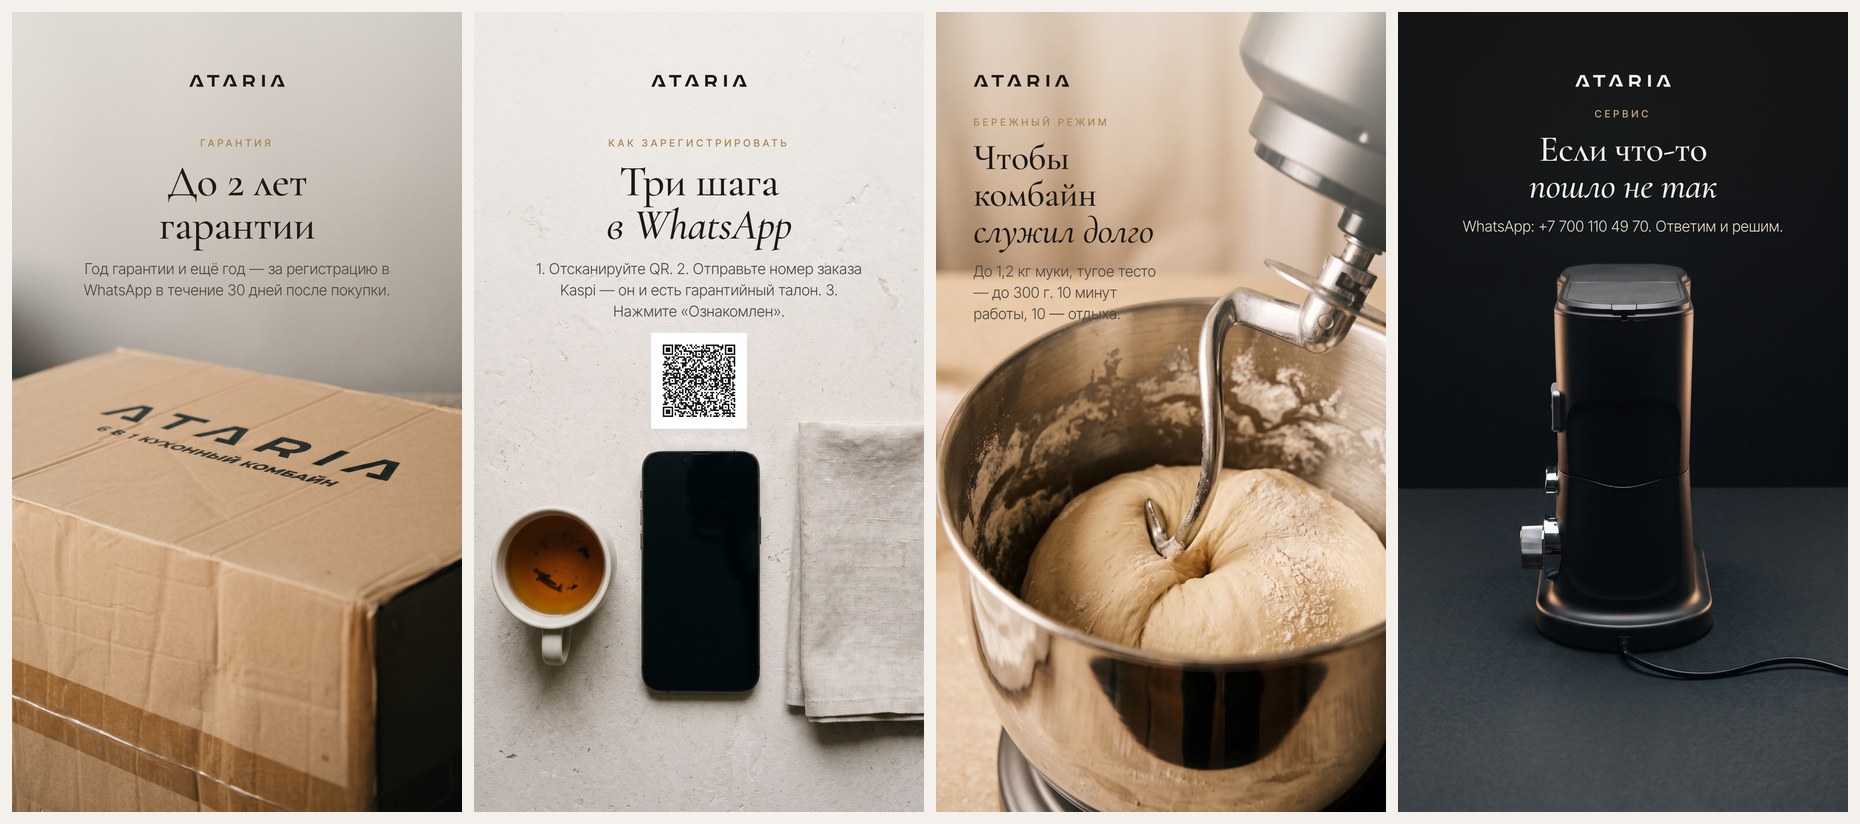 ATARIA
ГАРАНТИЯ
До 2 лет
гарантии
Год гарантии и ещё год — за регистрацию в
WhatsApp в течение 30 дней после покупки.
ATARIA
6 В 1 КУХОННЫЙ КОМБАЙН
ATARIA
КАК ЗАРЕГИСТРИРОВАТЬ
Три шага
в WhatsApp
1. Отсканируйте QR. 2. Отправьте номер заказа
Kaspi — он и есть гарантийный талон. 3.
Нажмите «Ознакомлен».
ATARIA
БЕРЕЖНЫЙ РЕЖИМ
Чтобы
комбайн
служил долго
До 1,2 кг муки, тугое тесто
— до 300 г. 10 минут
работы, 10 — отдыха.
ATARIA
СЕРВИС
Если что-то
пошло не так
WhatsApp: +7 700 110 49 70. Ответим и решим.